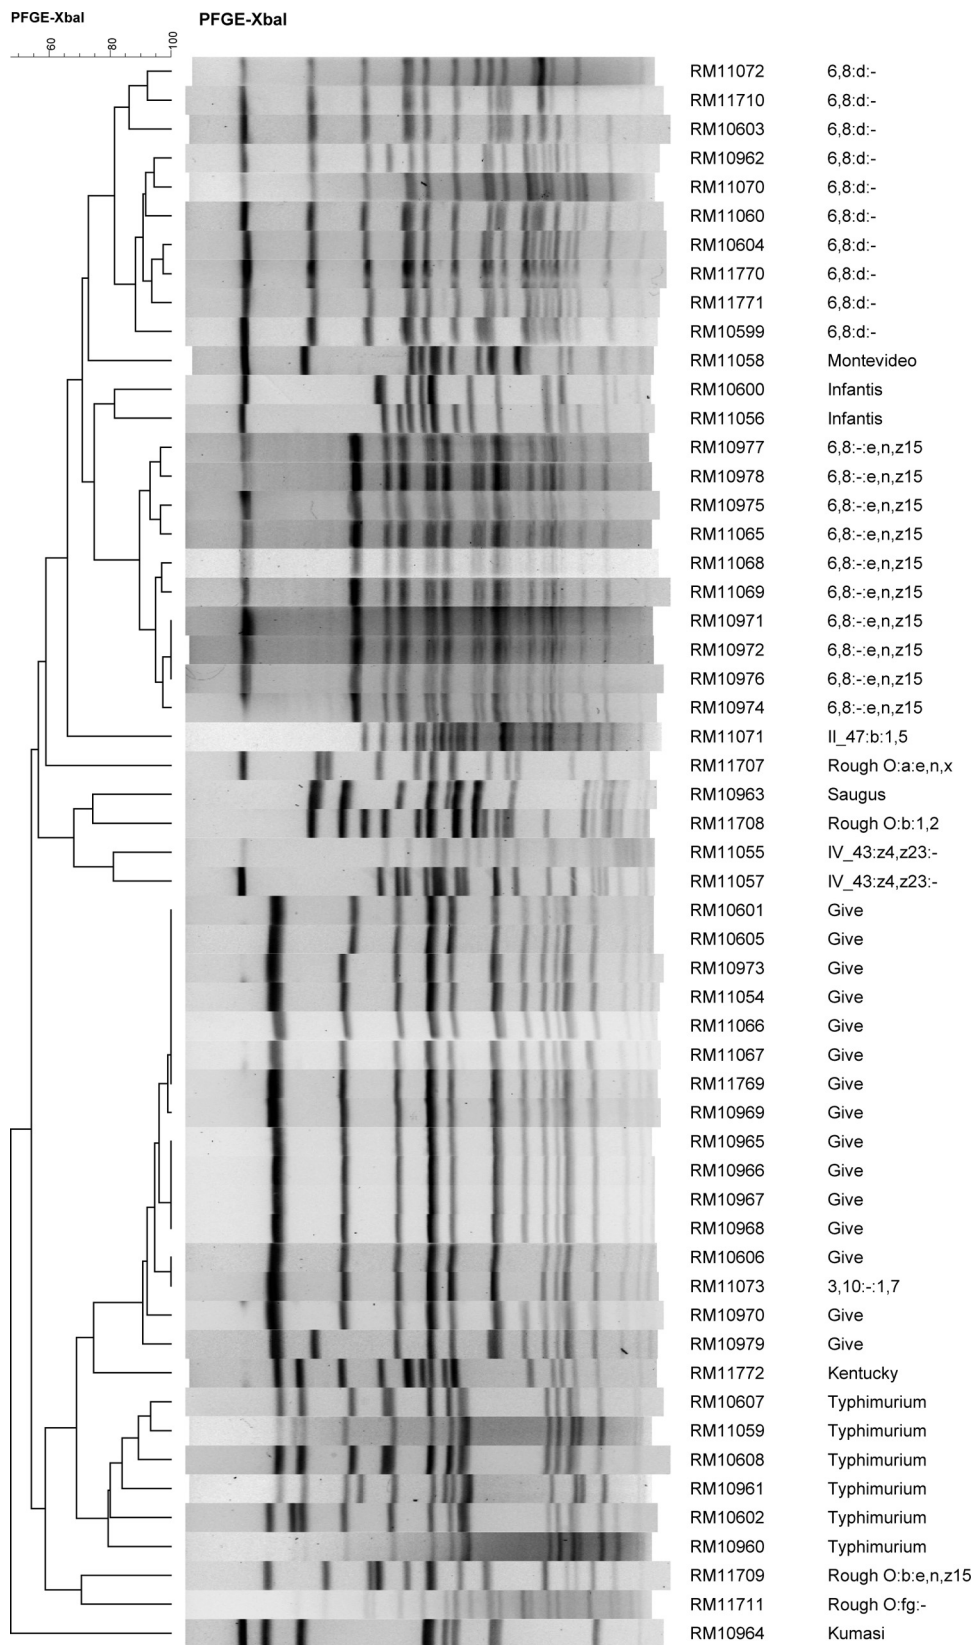 PFGE-XbaI PFGE-XbaI
60 80 100
RM11072 6,8:d:-
RM11710 6,8:d:-
RM10603 6,8:d:-
RM10962 6,8:d:-
RM11070 6,8:d:-
RM11060 6,8:d:-
RM10604 6,8:d:-
RM11770 6,8:d:-
RM11771 6,8:d:-
RM10599 6,8:d:-
RM11058 Montevideo
RM10600 Infantis
RM11056 Infantis
RM10977 6,8:-:e,n,z15
RM10978 6,8:-:e,n,z15
RM10975 6,8:-:e,n,z15
RM11065 6,8:-:e,n,z15
RM11068 6,8:-:e,n,z15
RM11069 6,8:-:e,n,z15
RM10971 6,8:-:e,n,z15
RM10972 6,8:-:e,n,z15
RM10976 6,8:-:e,n,z15
RM10974 6,8:-:e,n,z15
RM11071 II_47:b:1,5
RM11707 Rough O:a:e,n,x
RM10963 Saugus
RM11708 Rough O:b:1,2
RM11055 IV_43:z4,z23:-
RM11057 IV_43:z4,z23:-
RM10601 Give
RM10605 Give
RM10973 Give
RM11054 Give
RM11066 Give
RM11067 Give
RM11769 Give
RM10969 Give
RM10965 Give
RM10966 Give
RM10967 Give
RM10968 Give
RM10606 Give
RM11073 3,10:-:1,7
RM10970 Give
RM10979 Give
RM11772 Kentucky
RM10607 Typhimurium
RM11059 Typhimurium
RM10608 Typhimurium
RM10961 Typhimurium
RM10602 Typhimurium
RM10960 Typhimurium
RM11709 Rough O:b:e,n,z15
RM11711 Rough O:fg:-
RM10964 Kumasi